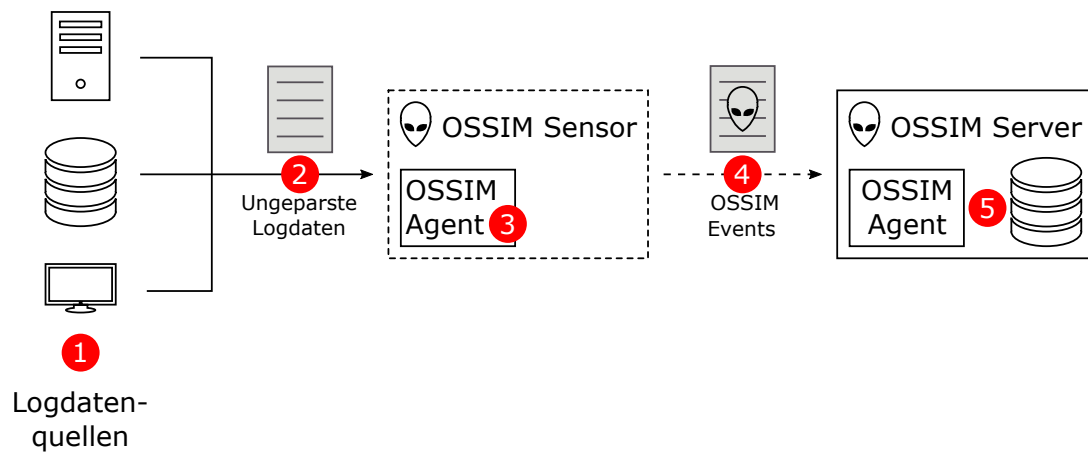 1
Logdaten-
quellen
2
Ungeparste
Logdaten
OSSIM Sensor
OSSIM
Agent 3
4
OSSIM
Events
OSSIM Server
OSSIM
Agent
5